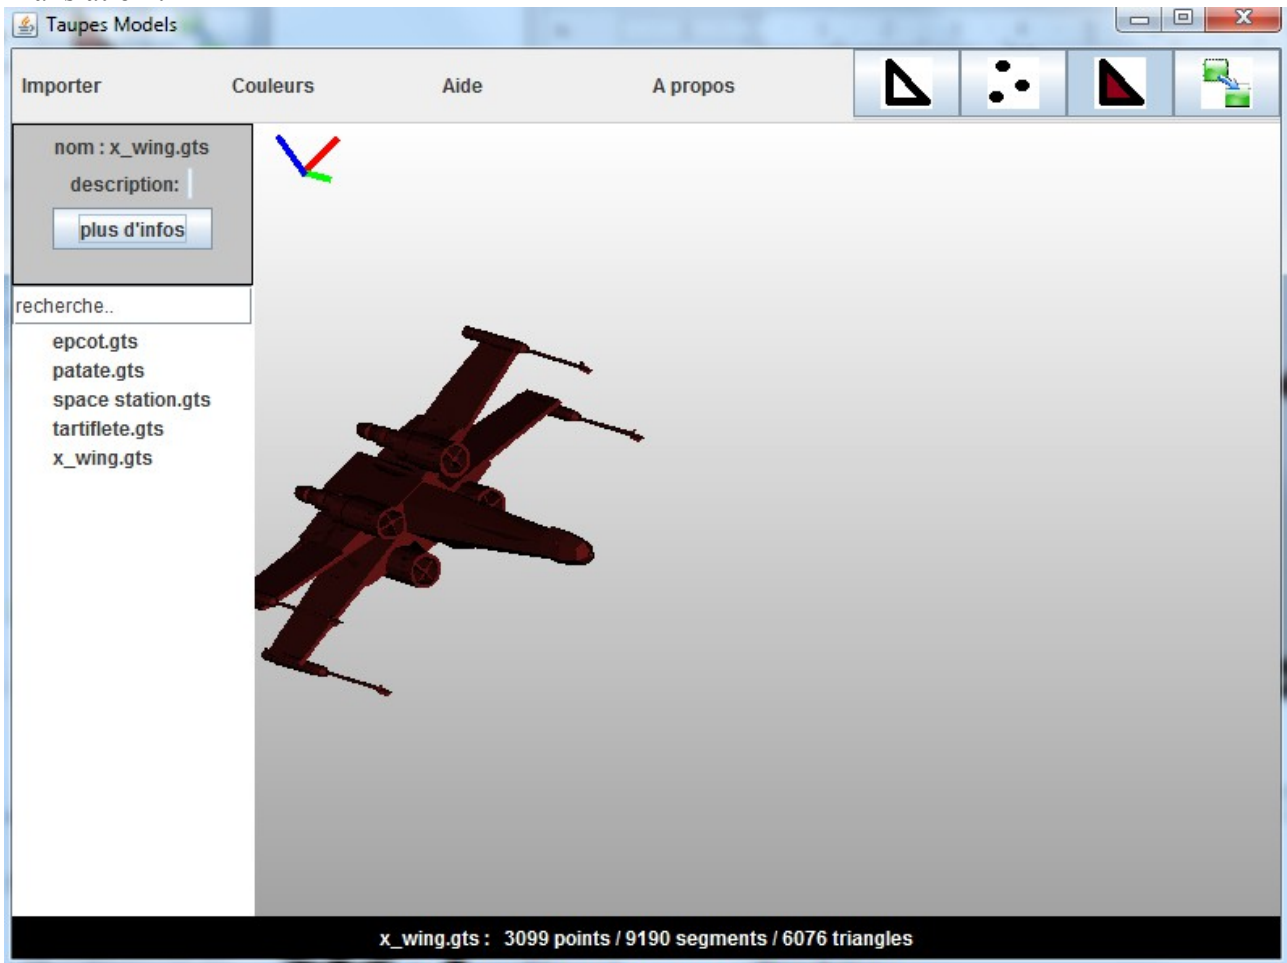 Taupes Models
Importer Couleurs Aide A propos
nom : x_wing.gts
description:
plus d'infos
recherche..
epcot.gts
patate.gts
space station.gts
tartiflete.gts
x_wing.gts
x_wing.gts : 3099 points / 9190 segments / 6076 triangles